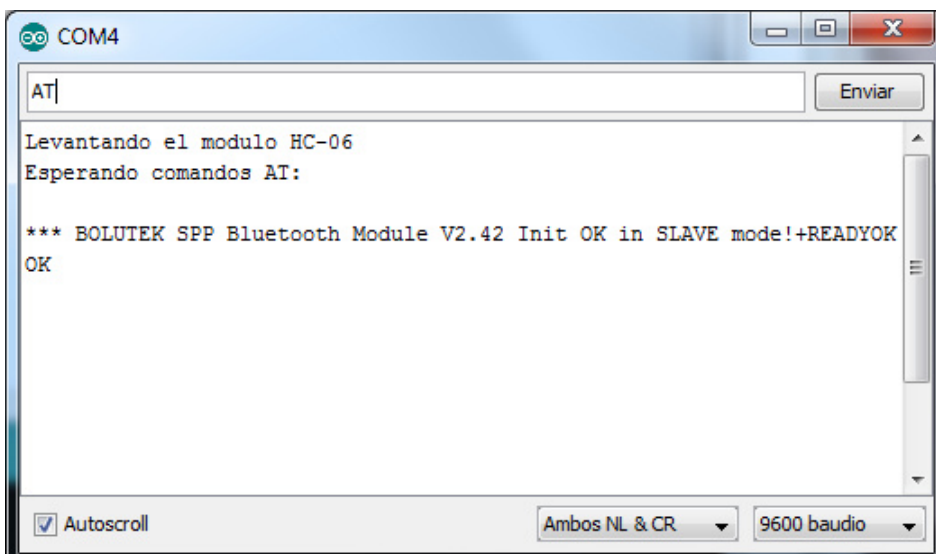 COM4
AT
Enviar
Levantando el modulo HC-06
Esperando comandos AT:
*** BOLUTEK SPP Bluetooth Module V2.42 Init OK in SLAVE mode!+READYOK
OK
Autoscroll
Ambos NL & CR
9600 baudio